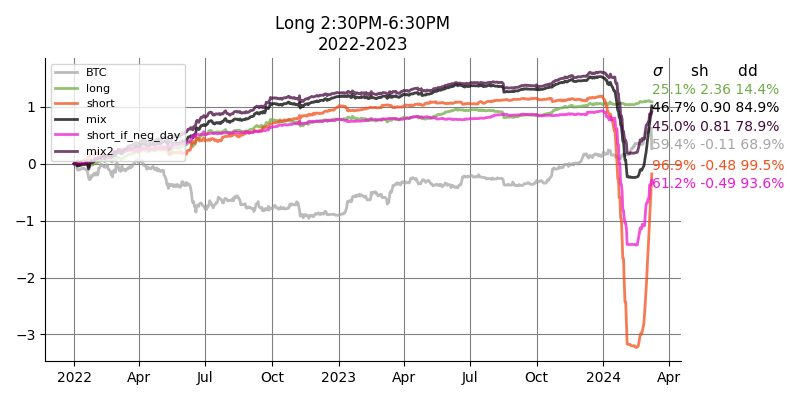 Long 2:30PM-6:30PM
2022-2023
BTC
long
short
mix
short_if_neg_day
mix2
σ sh dd
25.1% 2.36 14.4%
46.7% 0.90 84.9%
45.0% 0.81 78.9%
59.4% -0.11 68.9%
96.9% -0.48 99.5%
61.2% -0.49 93.6%
1
0
−1
−2
−3
2022 Apr Jul Oct 2023 Apr Jul Oct 2024 Apr